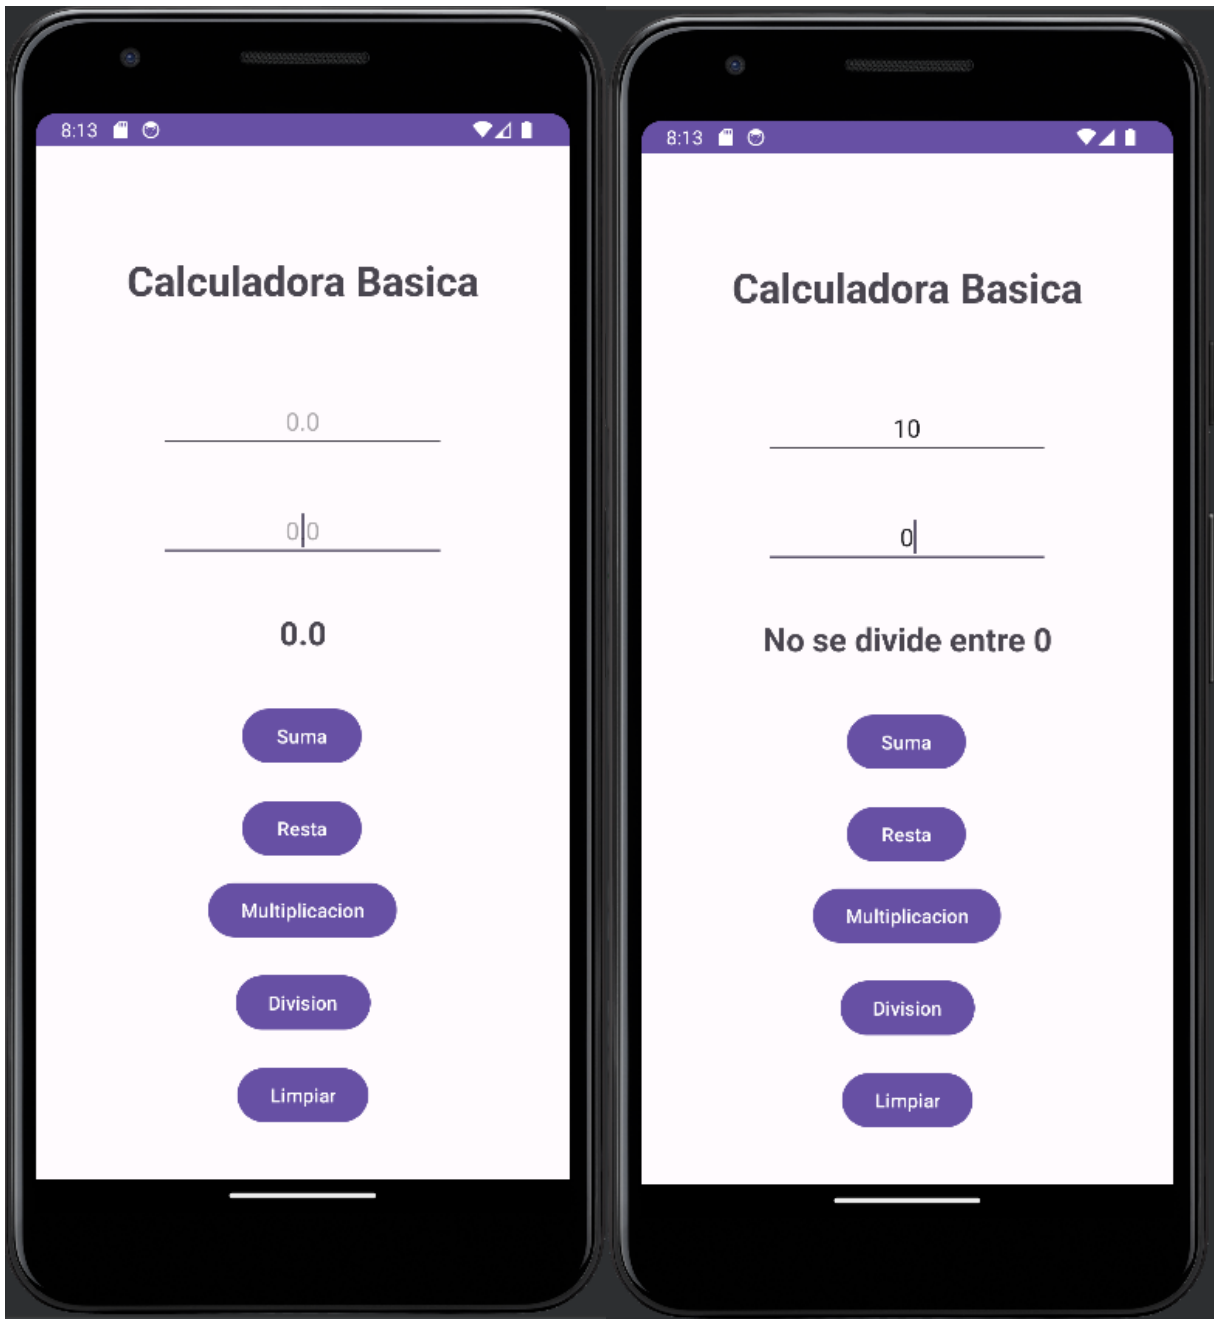 8:13
Calculadora Basica
0.0
0.0
0.0
Suma
Resta
Multiplicacion
Division
Limpiar
8:13
Calculadora Basica
10
0
No se divide entre 0
Suma
Resta
Multiplicacion
Division
Limpiar